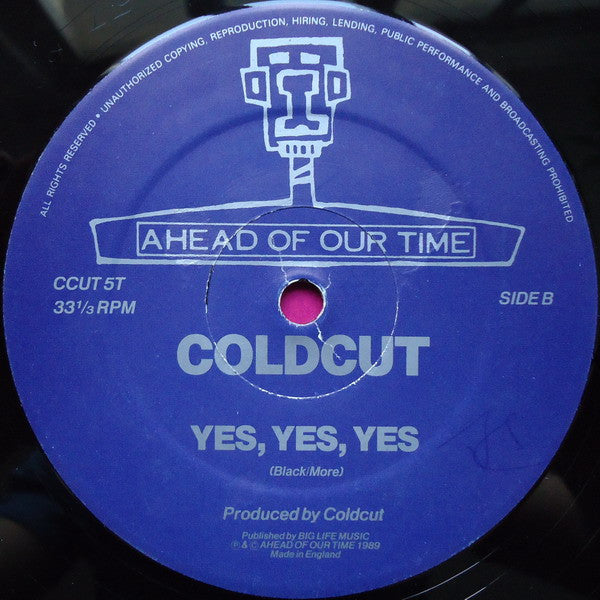 ALL RIGHTS RESERVED • UNAUTHORIZED COPYING, REPRODUCTION, HIRING, LENDING, PUBLIC PERFORMANCE AND BROADCASTING PROHIBITED
AHEAD OF OUR TIME
CCUT 5T
33⅓ RPM
SIDE B
COLDCUT
YES, YES, YES
(Black/More)
Produced by Coldcut
Published by BIG LIFE MUSIC
℗ & © AHEAD OF OUR TIME 1989
Made in England